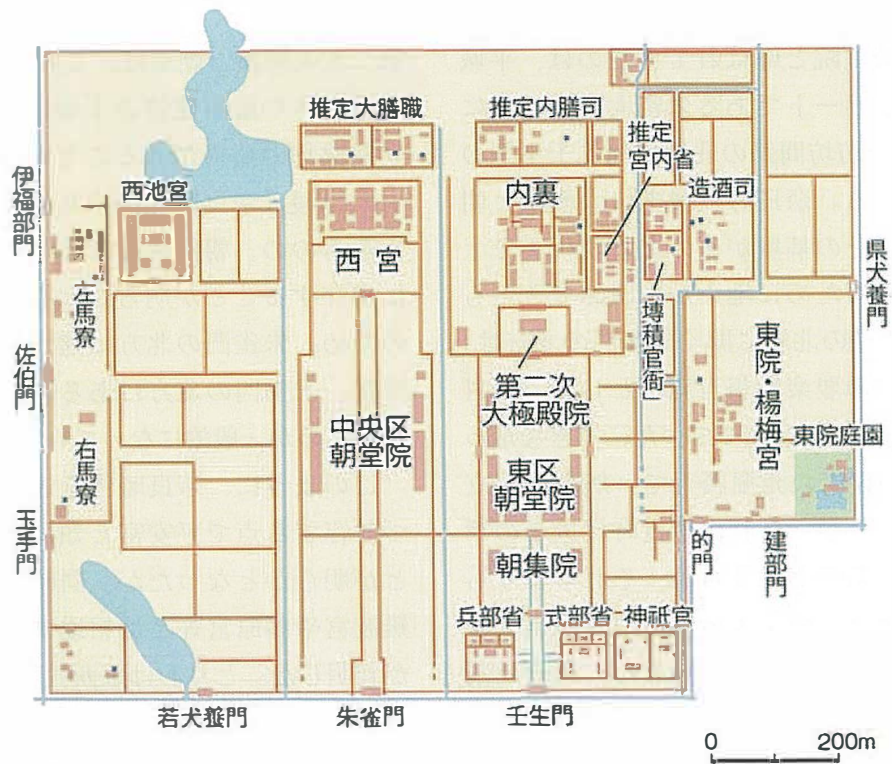 推定大膳職
推定内膳司
推定
宮内省
造酒司
伊福部門
西池宮
内裏
西宮
県犬養門
左馬寮
「塼積官衙」
東院・楊梅宮
佐伯門
第二次
大極殿院
中央区
朝堂院
東院庭園
右馬寮
東区
朝堂院
玉手門
的門
建部門
朝集院
兵部省
式部省
神祇官
若犬養門
朱雀門
壬生門
0
200m